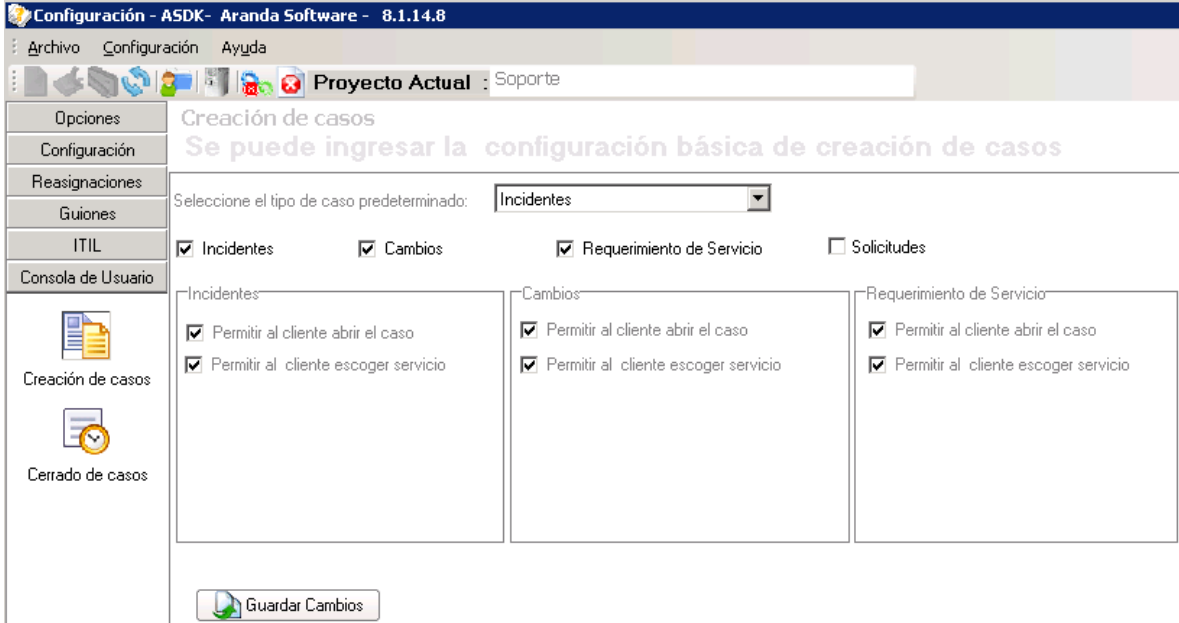 Configuración - ASDK- Aranda Software - 8.1.14.8
Archivo Configuración Ayuda
Proyecto Actual : Soporte
Opciones
Configuración
Reasignaciones
Guiones
ITIL
Consola de Usuario
Creación de casos
Cerrado de casos
Creación de casos
Se puede ingresar la configuración básica de creación de casos
Seleccione el tipo de caso predeterminado: Incidentes
Incidentes Cambios Requerimiento de Servicio Solicitudes
Incidentes
Permitir al cliente abrir el caso
Permitir al cliente escoger servicio
Cambios
Permitir al cliente abrir el caso
Permitir al cliente escoger servicio
Requerimiento de Servicio
Permitir al cliente abrir el caso
Permitir al cliente escoger servicio
Guardar Cambios